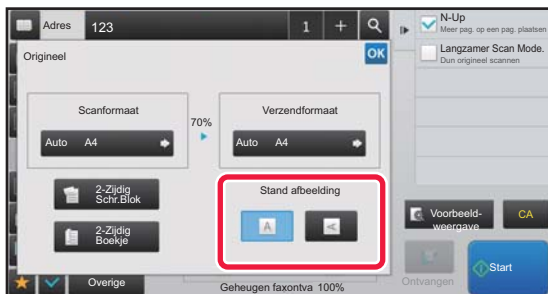 Adres 123 1 +
Origineel OK
Scanformaat
Auto A4
70%
Verzendformaat
Auto A4
2-Zijdig
Schr.Blok
2-Zijdig
Boekje
Stand afbeelding
A A
Overige
Geheugen faxontva 100%
N-Up
Meer pag. op een pag. plaatsen
Langzamer Scan Mode.
Dun origineel scannen
Voorbeeld-
weergave
CA
Ontvangen
Start